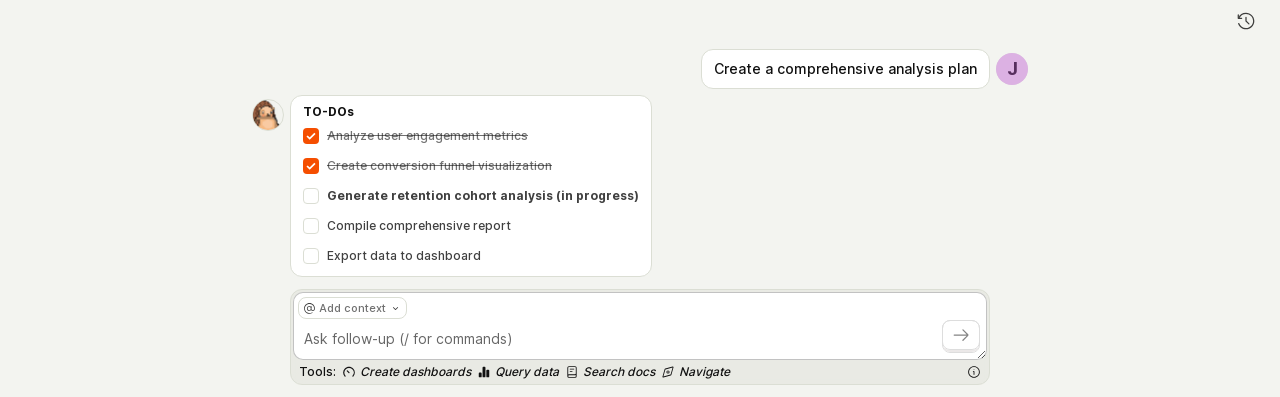 Create a comprehensive analysis plan
J
TO-DOs
Analyze user engagement metrics
Create conversion funnel visualization
Generate retention cohort analysis (in progress)
Compile comprehensive report
Export data to dashboard
@ Add context
Ask follow-up (/ for commands)
Tools: Create dashboards Query data Search docs Navigate